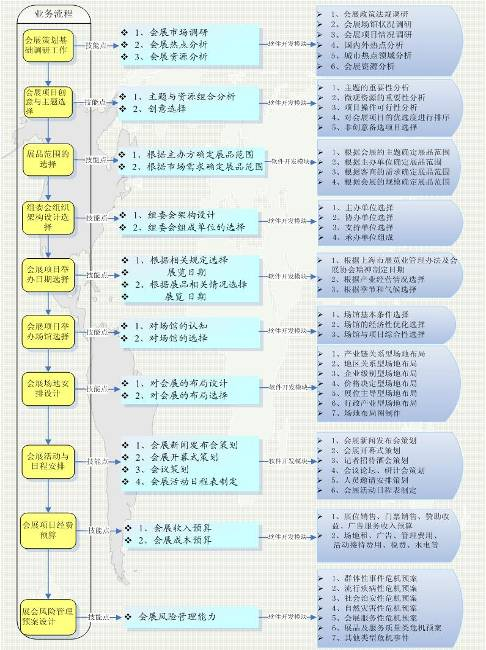 业务流程
会展策划基
础调研工作
技能点
1、会展市场调研
2、会展热点分析
3、会展资源分析
软件开发模块
1、会展政策法规调研
2、会展场馆状况调研
3、会展项目情况调研
4、国内外热点分析
5、城市热点领域分析
6、会展资源分析
会展项目创
意与主题选
择
技能点
1、主题与资源组合分析
2、创意选择
软件开发模块
1、主题的重要性分析
2、微观资源的重要性分析
3、项目操作可行性分析
4、对会展项目的优选度进行排序
5、非创意备选项目选择
展品范围的
选择
技能点
1、根据主办方确定展品范围
2、根据市场需求确定展品范围
软件开发模块
1、根据会展的主题确定展品范围
2、根据主办单位确定展品范围
3、根据客商的需求确定展品范围
4、根据会展的规模确定展品范围
组委会组织
架构设计选
择
技能点
1、组委会架构设计
2、组委会组成单位的选择
软件开发模块
1、主办单位选择
2、协办单位选择
3、支持单位选择
4、承办单位组成
会展项目举
办日期选择
技能点
1、根据相关规定选择
展览日期
2、根据展品相关情况选择
展览日期
软件开发模块
1、根据上海市展览业管理办法及会
展协会精神制定日期
2、根据产业经营情况选择
3、根据季节和气候选择
会展项目举
办场馆选择
技能点
1、对场馆的认知
2、对场馆的选择
软件开发模块
1、场馆基本条件选择
2、场馆的经济性优化选择
3、场馆与项目综合性选择
会展场地安
排设计
技能点
1、对会展的布局设计
2、对会展的布局选择
软件开发模块
1、产业链关系型场地布局
2、地区关系型场地布局
3、企业级别型场地布局
4、价格决定型场地布局
5、展位主导型场地布局
6、行政产业型场地布局
7、场地布局图制作
会展活动与
日程安排
技能点
1、会展新闻发布会策划
2、会展开幕式策划
3、会议策划
4、会展活动日程表制定
软件开发模块
1、会展新闻发布会策划
2、会展开幕式策划
3、记者招待酒会策划
4、会议论坛、研讨会策划
5、人员邀请安排策划
6、会展活动日程表制定
会展项目经费
预算
技能点
1、会展收入预算
2、会展成本预算
软件开发模块
1、展位销售、门票销售、赞助收
益、广告服务收入预算
2、场地租、广告、管理费用、
活动接待费用、税费、水电等
展会风险管理
预案设计
技能点
会展风险管理能力
软件开发模块
1、群体性事件危机预案
2、流行疾病性危机预案
3、社会治安性危机预案
4、自然灾害性危机预案
5、会展服务性危机预案
6、展品及服务质量类危机预案
7、其他类型危机事件